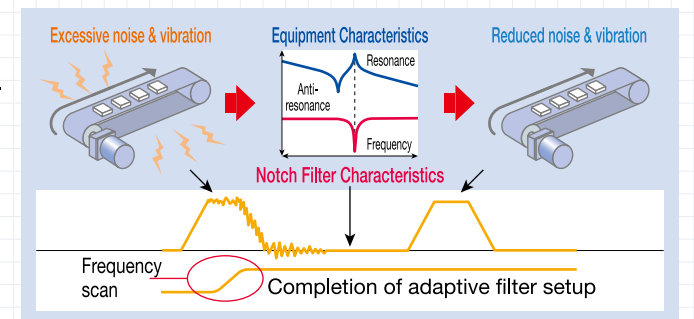 Excessive noise & vibration
Equipment Characteristics
Reduced noise & vibration
Resonance
Anti-
resonance
Frequency
Notch Filter Characteristics
Frequency
scan
Completion of adaptive filter setup